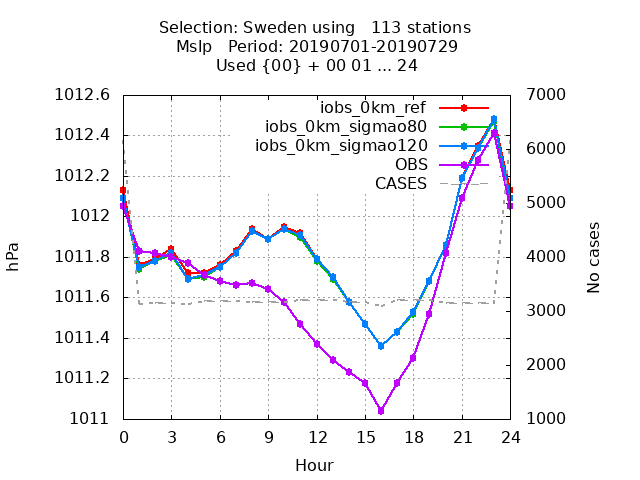 Selection: Sweden using   113 stations
Mslp   Period: 20190701-20190729
Used {00} + 00 01 ... 24
1012.6
1012.4
1012.2
1012
1011.8
1011.6
1011.4
1011.2
1011
hPa
iobs_0km_ref
iobs_0km_sigmao80
iobs_0km_sigmao120
OBS
CASES
7000
6000
5000
4000
3000
2000
1000
No cases
0 3 6 9 12 15 18 21 24
Hour